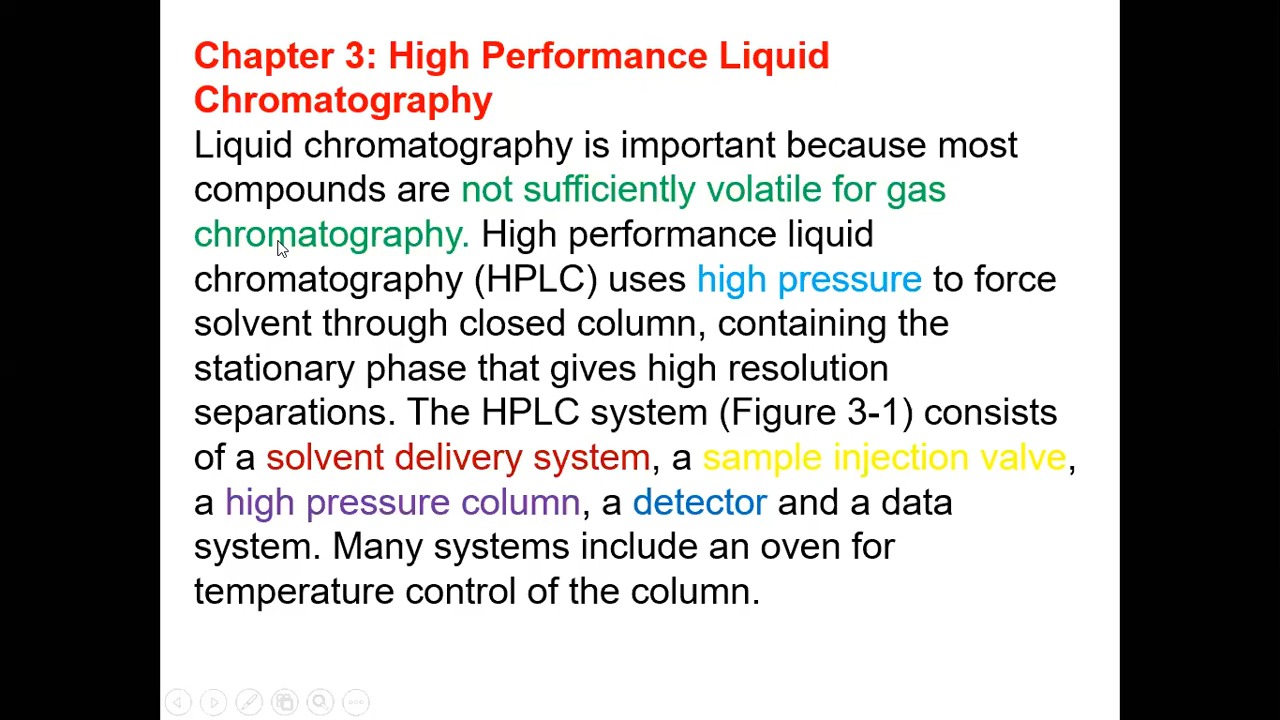 Chapter 3: High Performance Liquid
Chromatography
Liquid chromatography is important because most
compounds are not sufficiently volatile for gas
chromatography. High performance liquid
chromatography (HPLC) uses high pressure to force
solvent through closed column, containing the
stationary phase that gives high resolution
separations. The HPLC system (Figure 3-1) consists
of a solvent delivery system, a sample injection valve,
a high pressure column, a detector and a data
system. Many systems include an oven for
temperature control of the column.